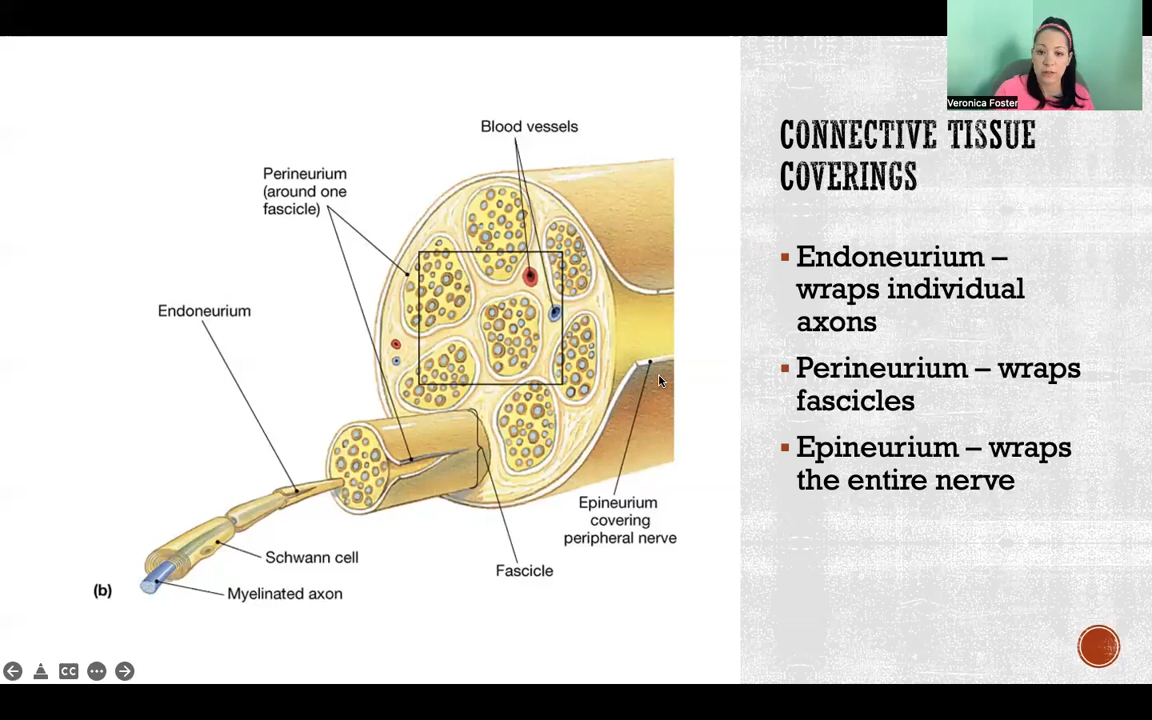 Veronica Foster
CONNECTIVE TISSUE
COVERINGS
Blood vessels
Perineurium
(around one
fascicle)
Endoneurium
Epineurium
covering
peripheral nerve
Fascicle
Schwann cell
Myelinated axon
(b)
▪ Endoneurium –
wraps individual
axons
▪ Perineurium – wraps
fascicles
▪ Epineurium – wraps
the entire nerve
CC